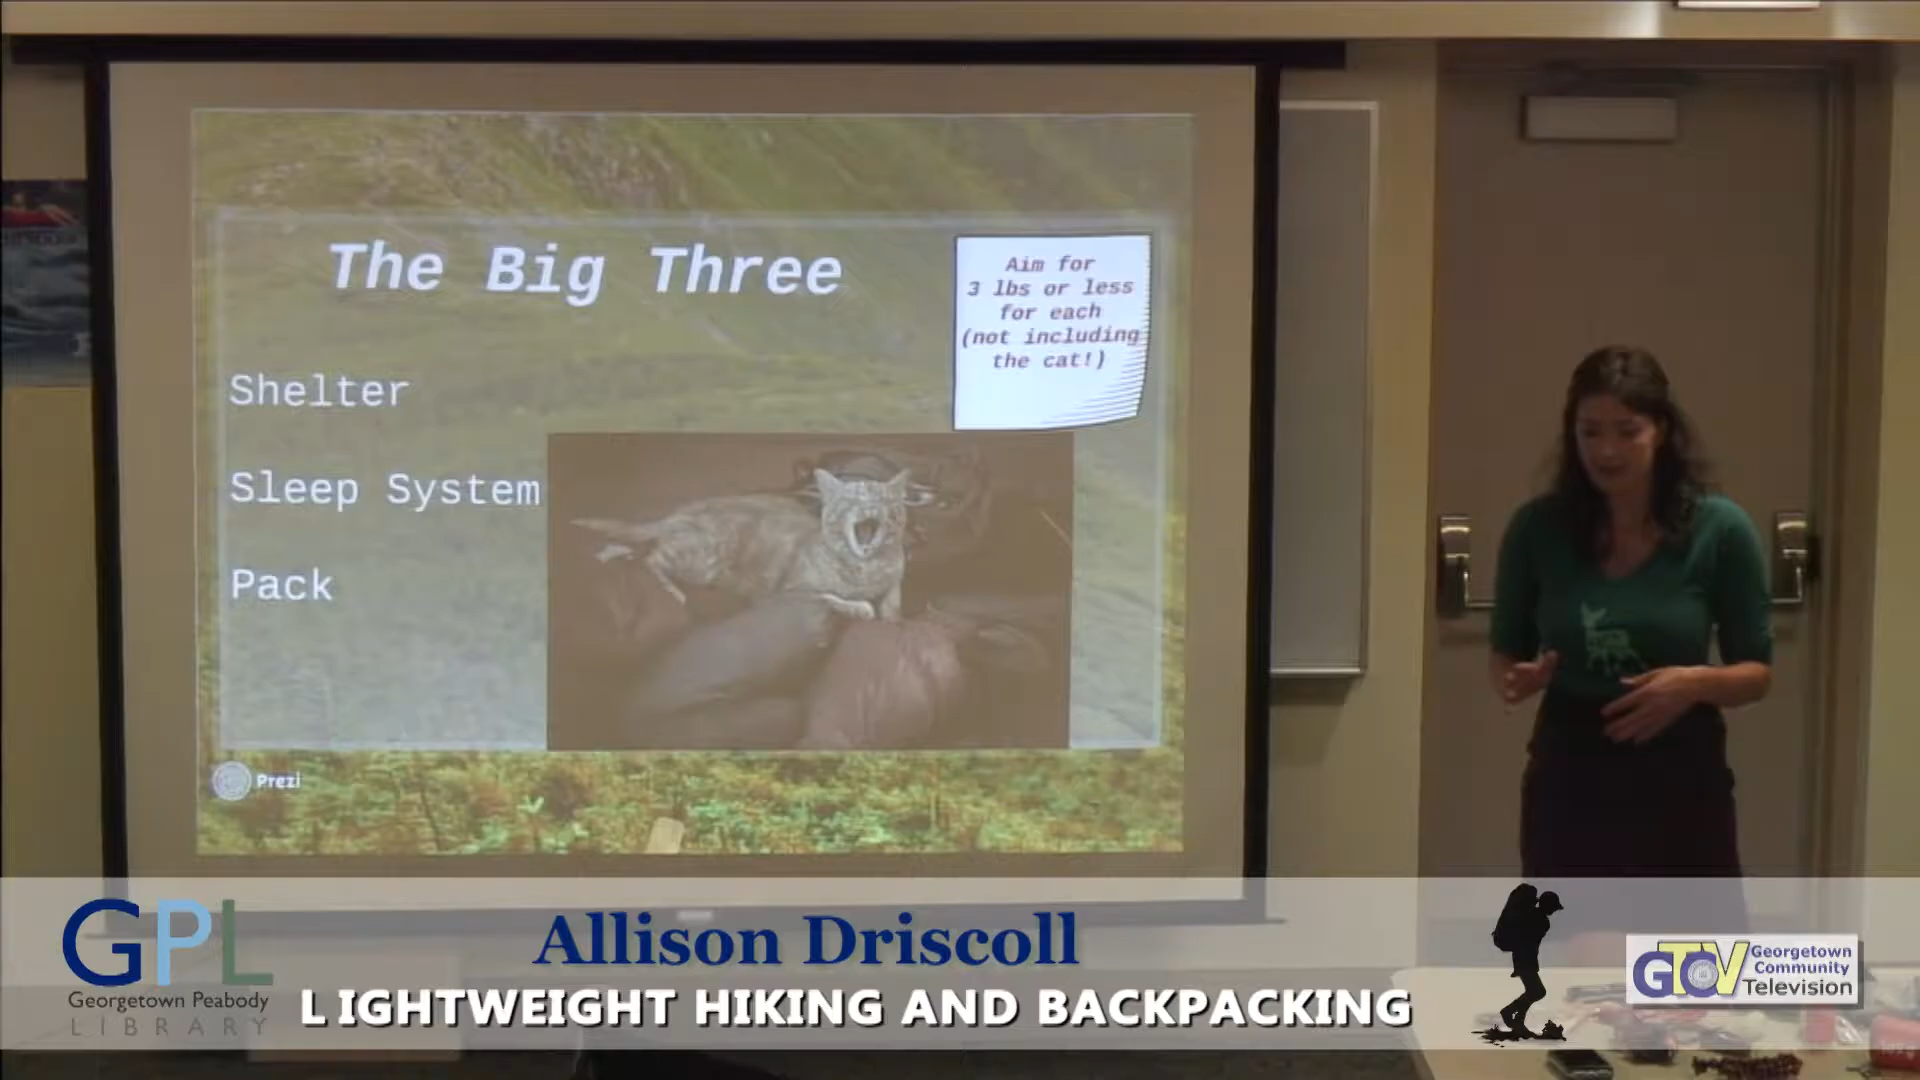 The Big Three
Aim for
3 lbs or less
for each
(not including
the cat!)
Shelter
Sleep System
Pack
Prezi
GPL
Georgetown Peabody
LIBRARY
Allison Driscoll
LIGHTWEIGHT HIKING AND BACKPACKING
GCTV
Georgetown
Community
Television